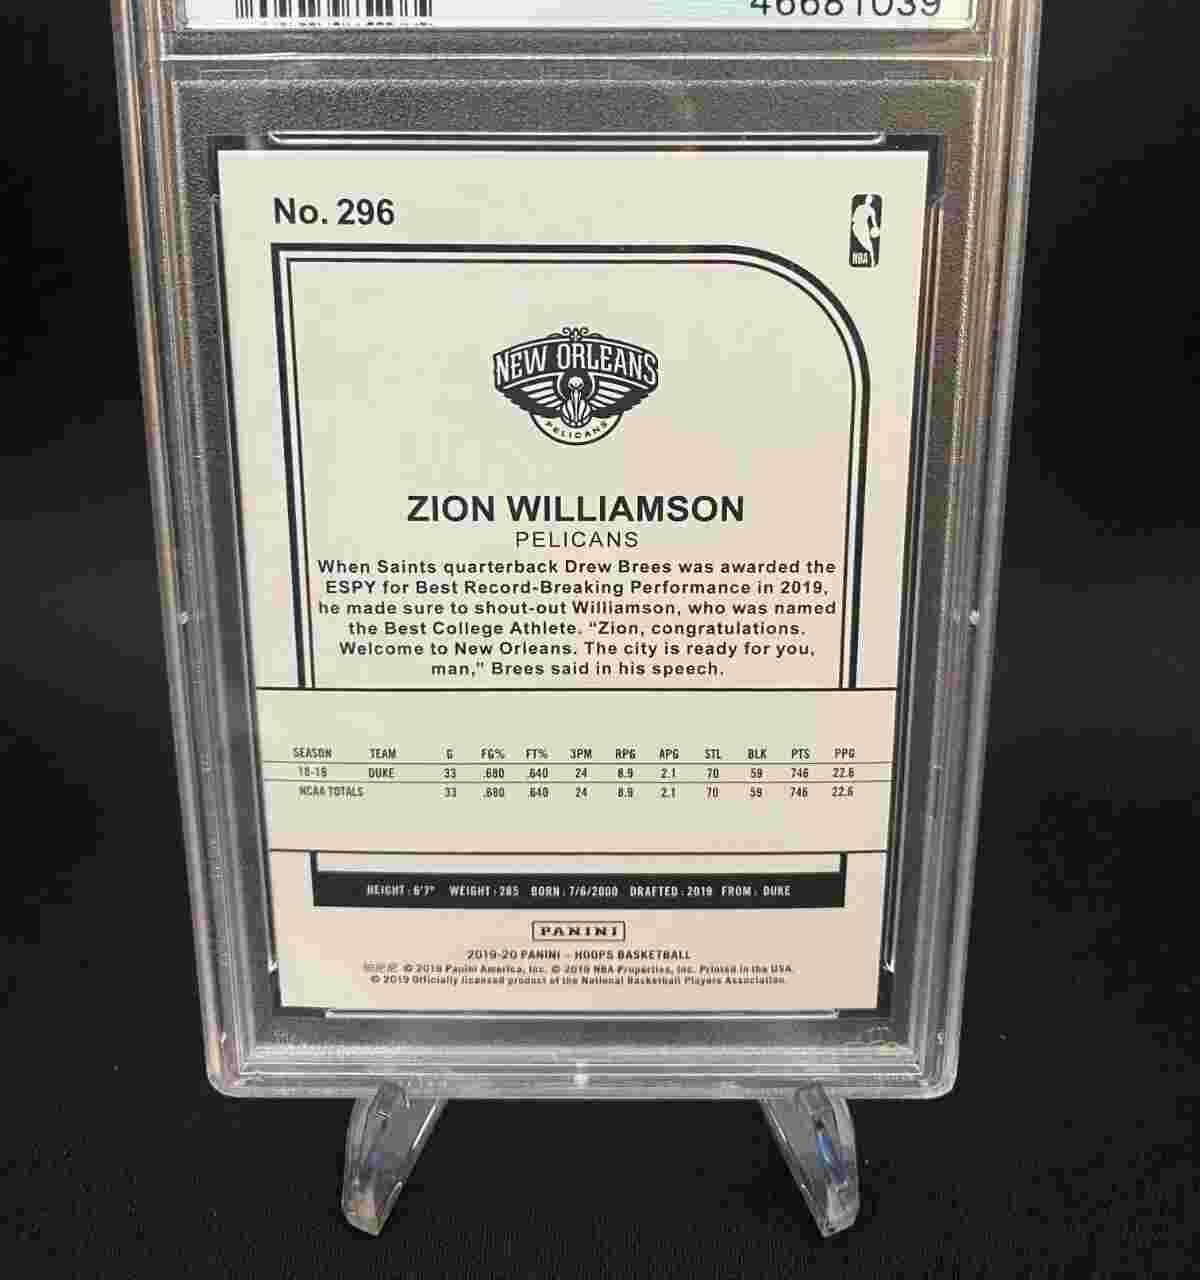 46681039
No. 296
NBA
NEW ORLEANS
PELICANS
ZION WILLIAMSON
PELICANS
When Saints quarterback Drew Brees was awarded the
ESPY for Best Record-Breaking Performance in 2019,
he made sure to shout-out Williamson, who was named
the Best College Athlete. “Zion, congratulations.
Welcome to New Orleans. The city is ready for you,
man,” Brees said in his speech.
SEASON TEAM G FG% FT% 3PM RPG APG STL BLK PTS PPG
18-19 DUKE 33 .680 .640 24 8.9 2.1 70 59 746 22.6
NCAA TOTALS 33 .680 .640 24 8.9 2.1 70 59 746 22.6
HEIGHT: 6'7" WEIGHT: 285 BORN: 7/6/2000 DRAFTED: 2019 FROM: DUKE
PANINI
2019-20 PANINI – HOOPS BASKETBALL
© 2019 Panini America, Inc. © 2019 NBA Properties, Inc. Printed in the USA.
© 2019 Officially licensed product of the National Basketball Players Association.